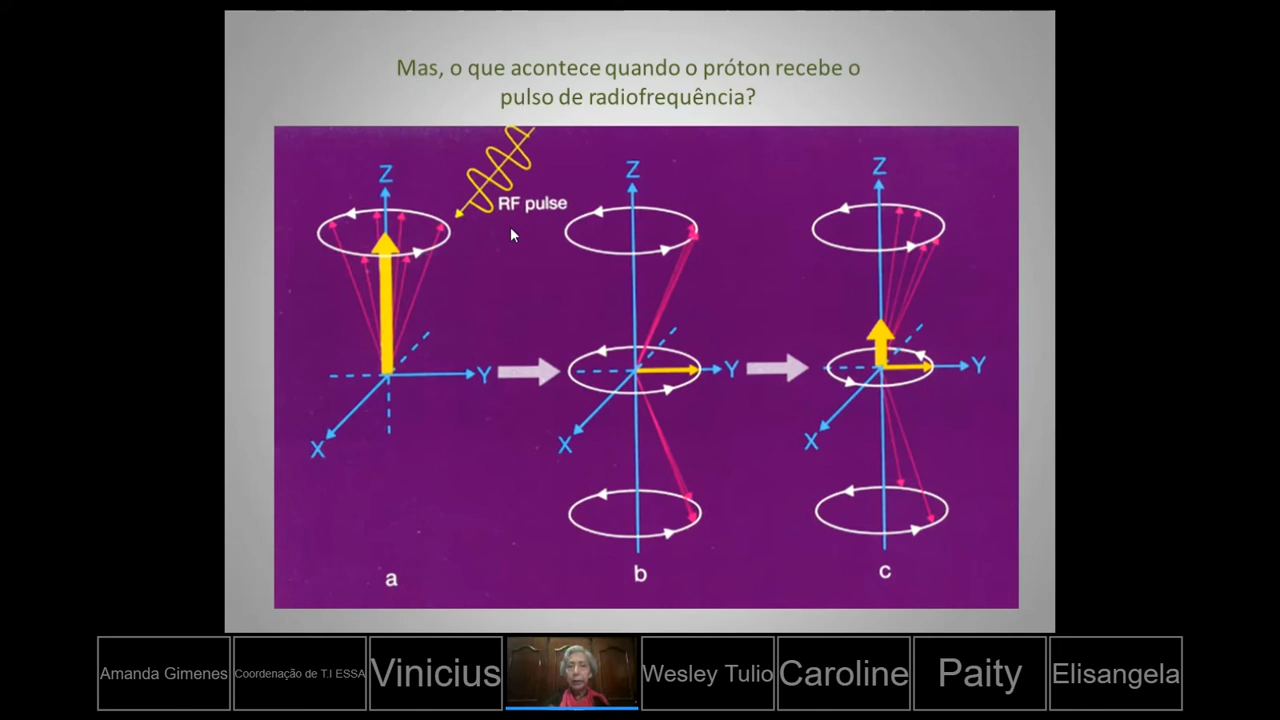 Mas, o que acontece quando o próton recebe o
pulso de radiofrequência?
RF pulse
Z
Y
X
a
Z
Y
X
b
Z
Y
X
c
Amanda Gimenes
Coordenação de T.I ESSA
Vinicius
Wesley Tulio
Caroline
Paity
Elisangela